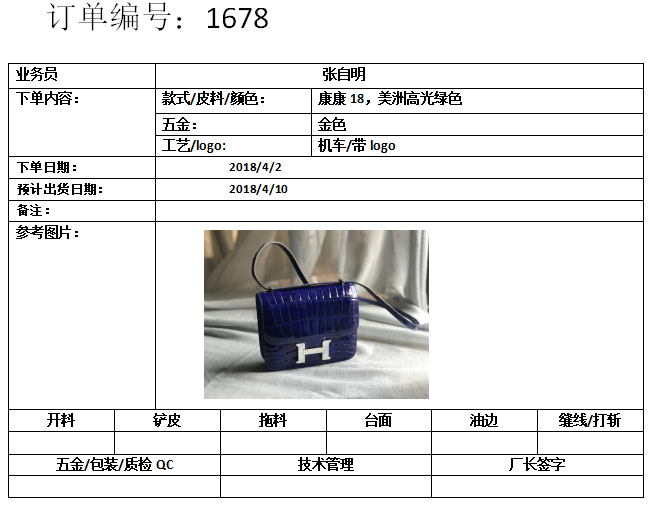 订单编号：1678
业务员 张自明
下单内容： 款式/皮料/颜色： 康康 18，美洲高光绿色
五金： 金色
工艺/logo: 机车/带 logo
下单日期： 2018/4/2
预计出货日期： 2018/4/10
备注：
参考图片：
开料 铲皮 拖料 台面 油边 缝线/打斩
五金/包装/质检 QC 技术管理 厂长签字